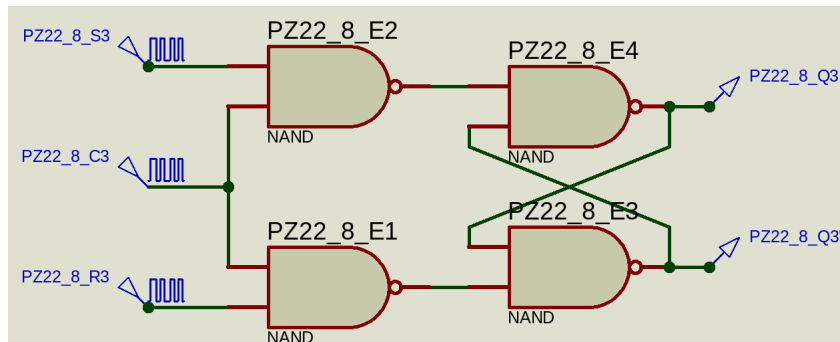 PZ22_8_S3
PZ22_8_E2
NAND
PZ22_8_E4
NAND
PZ22_8_Q3
PZ22_8_C3
PZ22_8_E1
NAND
PZ22_8_E3
NAND
PZ22_8_Q3'
PZ22_8_R3